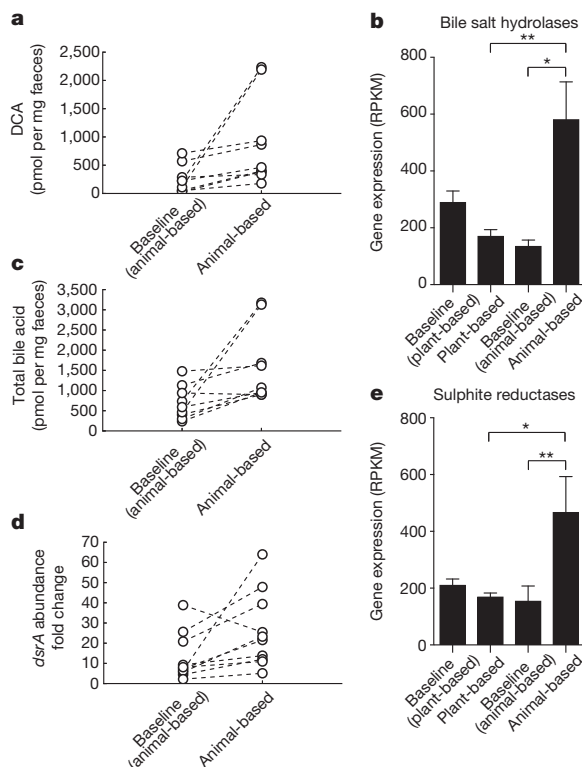 a
DCA
(pmol per mg faeces)
2,500
2,000
1,500
1,000
500
0
Baseline
(animal-based)
Animal-based
b
Bile salt hydrolases
**
*
Gene expression (RPKM)
800
600
400
200
0
Baseline
(plant-based)
Plant-based
Baseline
(animal-based)
Animal-based
c
Total bile acid
(pmol per mg faeces)
3,500
3,000
2,500
2,000
1,500
1,000
500
0
Baseline
(animal-based)
Animal-based
d
dsrA abundance
fold change
70
60
50
40
30
20
10
0
Baseline
(animal-based)
Animal-based
e
Sulphite reductases
*
**
Gene expression (RPKM)
800
600
400
200
0
Baseline
(plant-based)
Plant-based
Baseline
(animal-based)
Animal-based